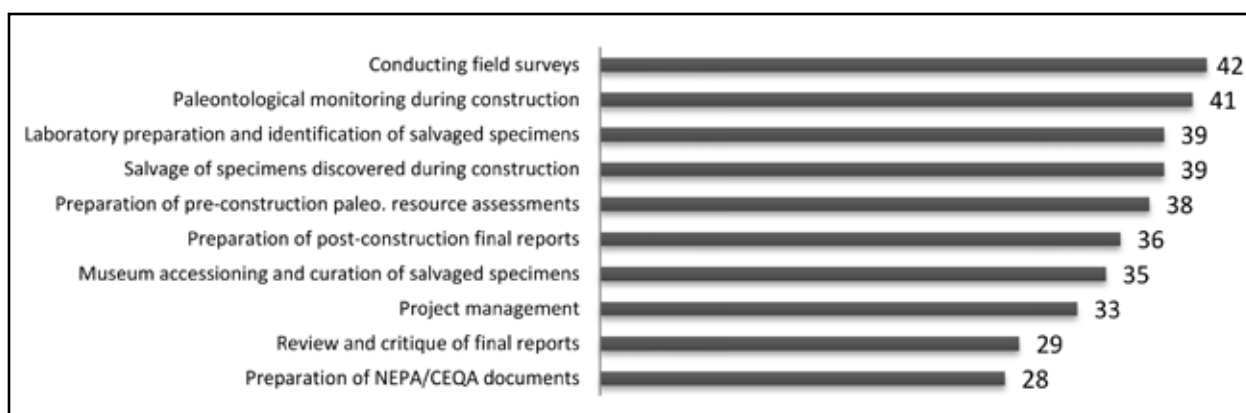 Conducting field surveys 42
Paleontological monitoring during construction 41
Laboratory preparation and identification of salvaged specimens 39
Salvage of specimens discovered during construction 39
Preparation of pre-construction paleo. resource assessments 38
Preparation of post-construction final reports 36
Museum accessioning and curation of salvaged specimens 35
Project management 33
Review and critique of final reports 29
Preparation of NEPA/CEQA documents 28